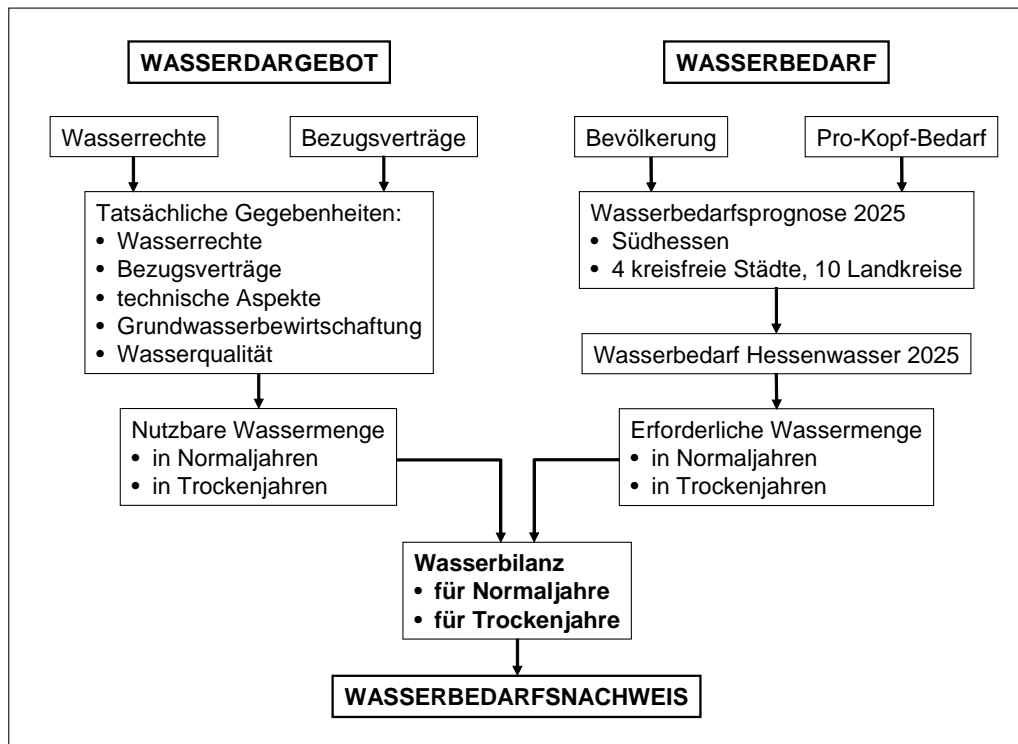 WASSERDARGEBOT
WASSERBEDARF
Wasserrechte
Bezugsverträge
Bevölkerung
Pro-Kopf-Bedarf
Tatsächliche Gegebenheiten:
• Wasserrechte
• Bezugsverträge
• technische Aspekte
• Grundwasserbewirtschaftung
• Wasserqualität
Wasserbedarfsprognose 2025
• Südhessen
• 4 kreisfreie Städte, 10 Landkreise
Wasserbedarf Hessenwasser 2025
Nutzbare Wassermenge
• in Normaljahren
• in Trockenjahren
Erforderliche Wassermenge
• in Normaljahren
• in Trockenjahren
Wasserbilanz
• für Normaljahre
• für Trockenjahre
WASSERBEDARFSNACHWEIS